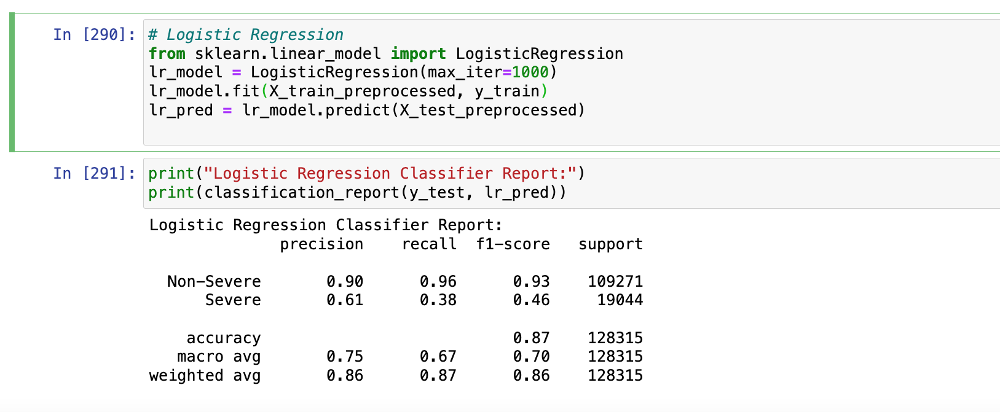 In [290]: # Logistic Regression
from sklearn.linear_model import LogisticRegression
lr_model = LogisticRegression(max_iter=1000)
lr_model.fit(X_train_preprocessed, y_train)
lr_pred = lr_model.predict(X_test_preprocessed)
In [291]: print("Logistic Regression Classifier Report:")
print(classification_report(y_test, lr_pred))
Logistic Regression Classifier Report:
precision recall f1-score support
Non-Severe 0.90 0.96 0.93 109271
Severe 0.61 0.38 0.46 19044
accuracy 0.87 128315
macro avg 0.75 0.67 0.70 128315
weighted avg 0.86 0.87 0.86 128315